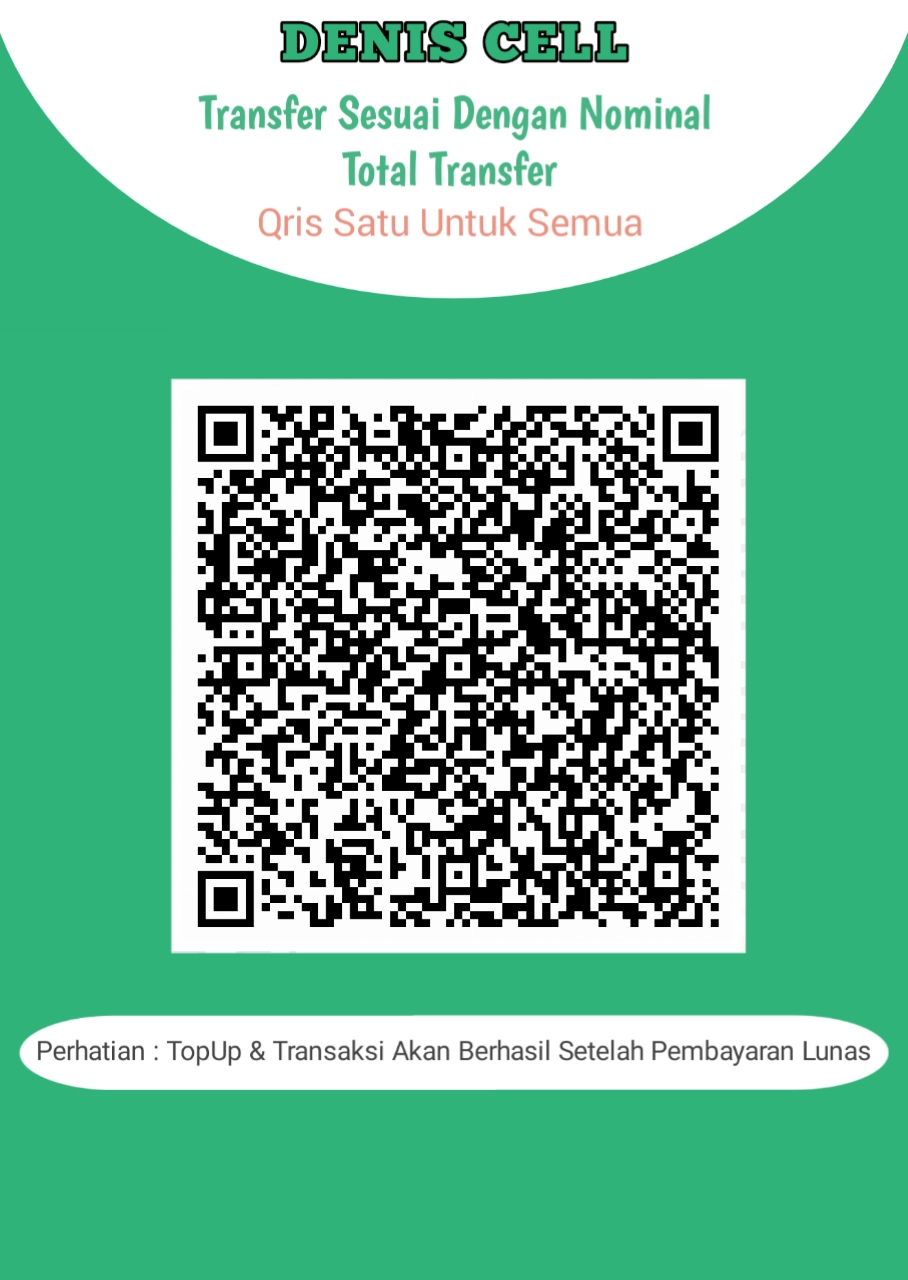 DENIS CELL
Transfer Sesuai Dengan Nominal
Total Transfer
Qris Satu Untuk Semua
Perhatian : TopUp & Transaksi Akan Berhasil Setelah Pembayaran Lunas